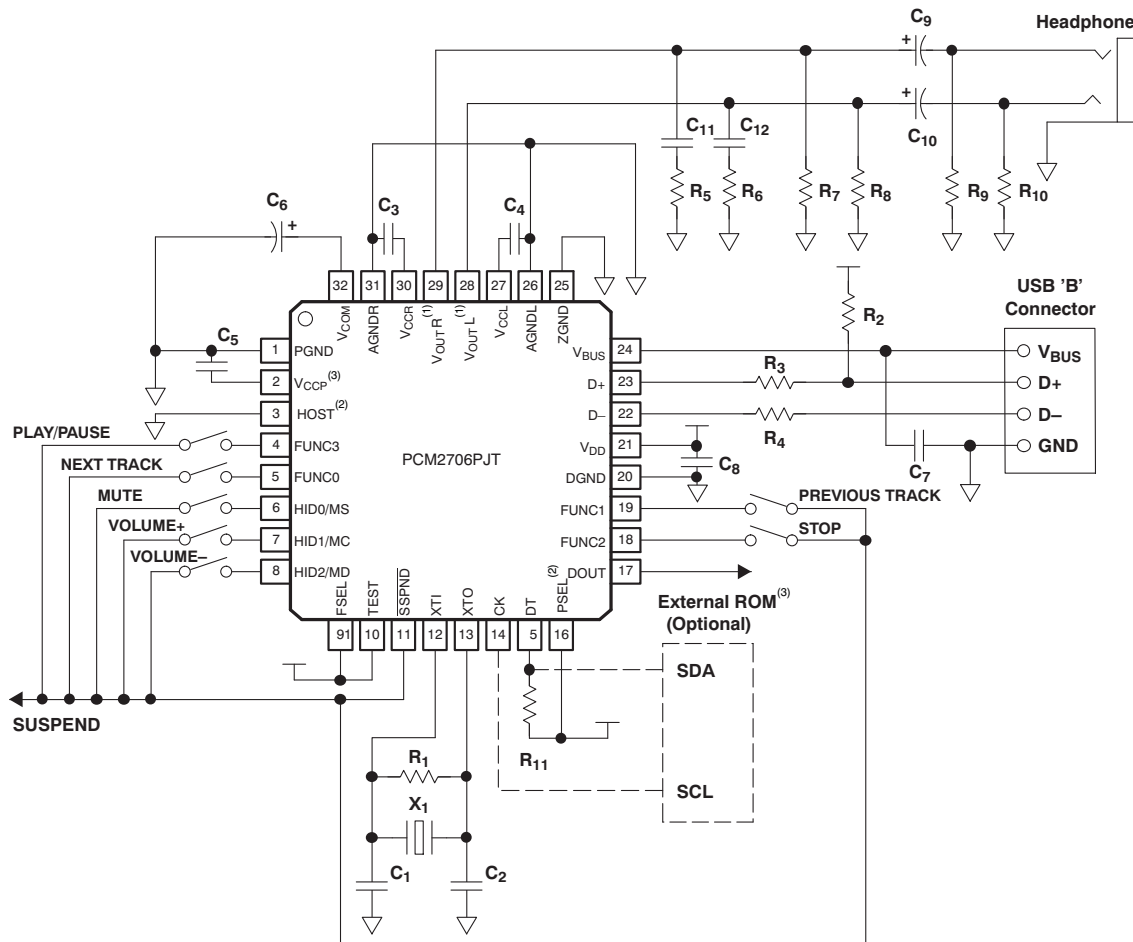 C9
Headphone
+
+
C10
C11
C12
R5
R6
R7
R8
R9
R10
C6
+
C3
C4
32
31
30
29
28
27
26
25
VCOM
AGNDR
VCCR
VOUTR(1)
VOUTL(1)
VCCL
AGNDL
ZGND
USB 'B'
Connector
R2
C5
1 PGND
2 VCCP(3)
3 HOST(2)
4 FUNC3
5 FUNC0
6 HID0/MS
7 HID1/MC
8 HID2/MD
PLAY/PAUSE
NEXT TRACK
MUTE
VOLUME+
VOLUME–
PCM2706PJT
VBUS 24
D+ 23
D– 22
VDD 21
DGND 20
FUNC1 19
FUNC2 18
DOUT 17
R3
R4
VBUS
D+
D–
GND
C7
C8
PREVIOUS TRACK
STOP
FSEL
TEST
SSPND
XTI
XTO
CK
DT
PSEL(2)
91
10
11
12
13
14
5
16
External ROM(3)
(Optional)
SDA
SCL
SUSPEND
R11
R1
X1
C1
C2